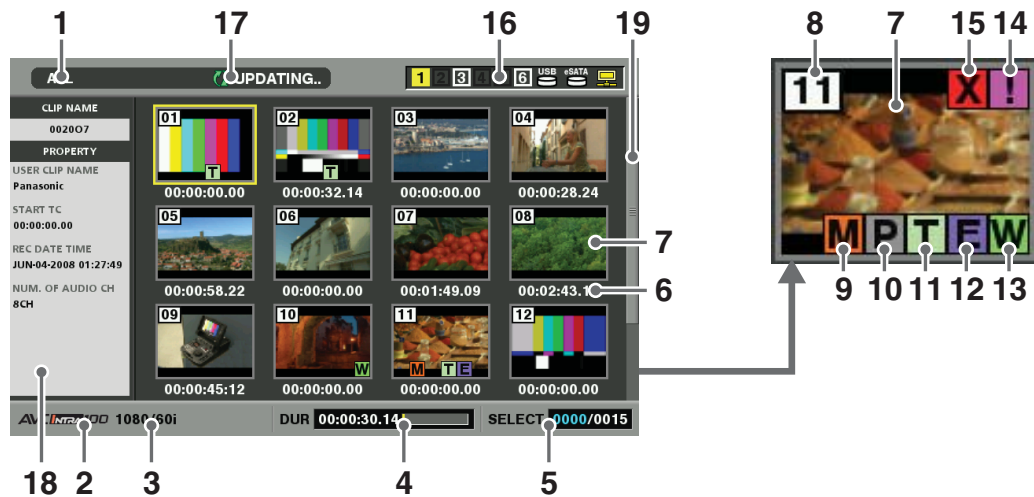 1 17 16 19
ALL UPDATING.. 1 2 3 4 6 USB eSATA
CLIP NAME
0020O7
PROPERTY
USER CLIP NAME
Panasonic
START TC
00:00:00.00
REC DATE TIME
JUN-04-2008 01:27:49
NUM. OF AUDIO CH
8CH
01 02 03 04
T T
00:00:00.00 00:00:32.14 00:00:00.00 00:00:28.24
05 06 07 08
7
00:00:58.22 00:00:00.00 00:01:49.09 00:02:43.1
6
09 10 11 12
W M T E
00:00:45:12 00:00:00.00 00:00:00.00 00:00:00.00
AVC INTRA 100 1080/60i DUR 00:00:30.14 SELECT 0000/0015
18 2 3 4 5
8 7 15 14
11 X !
M P T E W
9 10 11 12 13